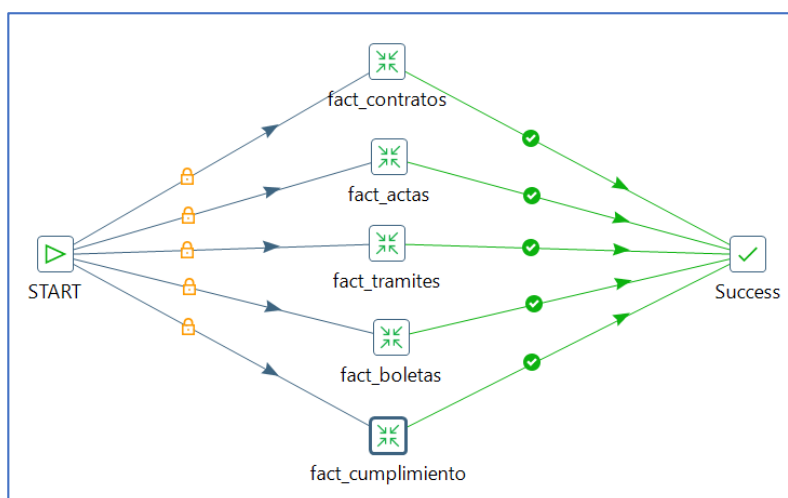 fact_contratos
fact_actas
fact_tramites
START
Success
fact_boletas
fact_cumplimiento